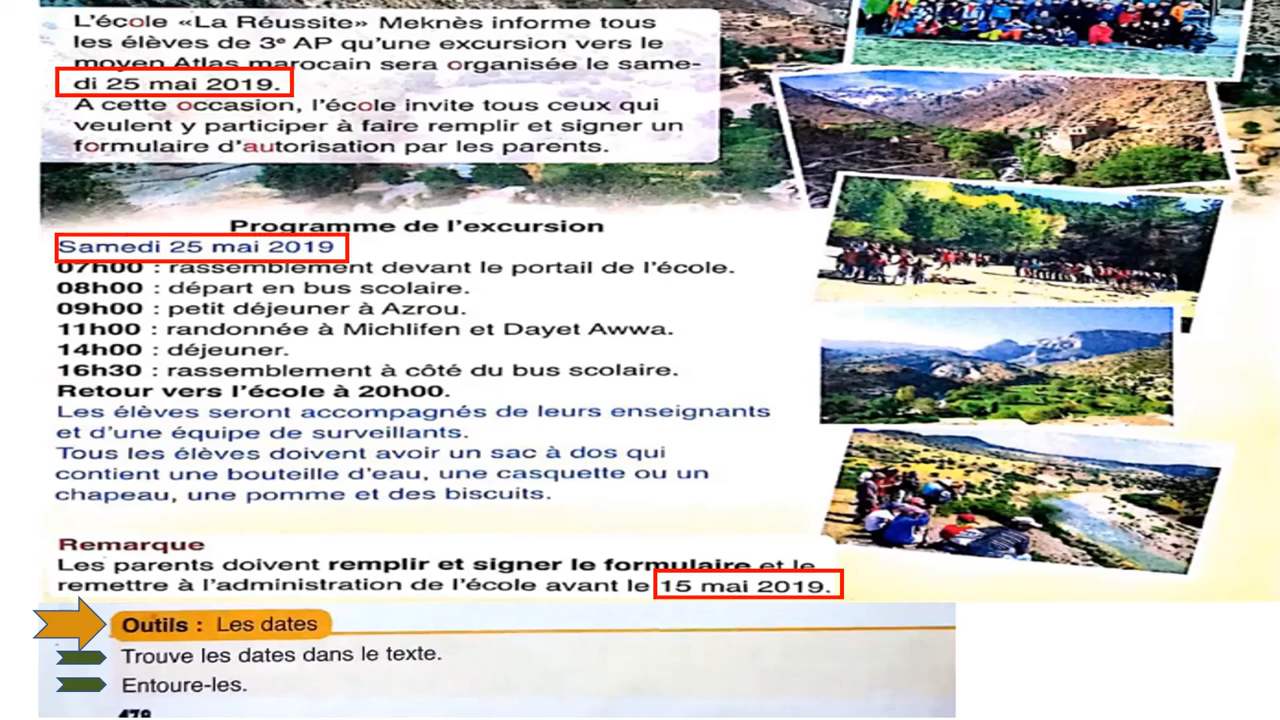 L'école «La Réussite» Meknès informe tous
les élèves de 3e AP qu'une excursion vers le
moyen Atlas marocain sera organisée le same-
di 25 mai 2019.
A cette occasion, l'école invite tous ceux qui
veulent y participer à faire remplir et signer un
formulaire d'autorisation par les parents.
Programme de l'excursion
Samedi 25 mai 2019
07h00 : rassemblement devant le portail de l'école.
08h00 : départ en bus scolaire.
09h00 : petit déjeuner à Azrou.
11h00 : randonnée à Michlifen et Dayet Awwa.
14h00 : déjeuner.
16h30 : rassemblement à côté du bus scolaire.
Retour vers l'école à 20h00.
Les élèves seront accompagnés de leurs enseignants
et d'une équipe de surveillants.
Tous les élèves doivent avoir un sac à dos qui
contient une bouteille d'eau, une casquette ou un
chapeau, une pomme et des biscuits.
Remarque
Les parents doivent remplir et signer le formulaire et le
remettre à l'administration de l'école avant le 15 mai 2019.
Outils : Les dates
Trouve les dates dans le texte.
Entoure-les.